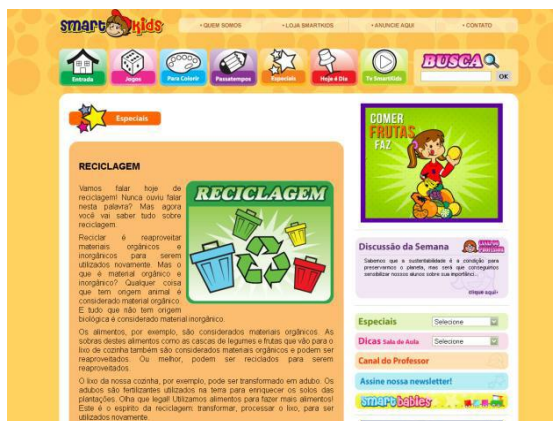 smart kids
• QUEM SOMOS • LOJA SMARTKIDS • ANUNCIE AQUI • CONTATO
Entrada Jogos Para Colorir Passatempos Especiais Hoje é Dia Tv SmartKids
BUSCA
OK
Especiais
RECICLAGEM
Vamos falar hoje de
reciclagem! Nunca ouviu falar
nesta palavra? Mas agora
você vai saber tudo sobre
reciclagem.
Reciclar é reaproveitar
materiais orgânicos e
inorgânicos para serem
utilizados novamente. Mas o
que é material orgânico e
inorgânico? Qualquer coisa
que tem origem animal é
considerado material orgânico.
E tudo que não tem origem
biológica é considerado material inorgânico.
RECICLAGEM
Os alimentos, por exemplo, são considerados materiais orgânicos. As
sobras destes alimentos como as cascas de legumes e frutas que vão para o
lixo de cozinha também são considerados materiais orgânicos e podem ser
reaproveitados. Ou melhor, podem ser reciclados para serem
reaproveitados.
O lixo da nossa cozinha, por exemplo, pode ser transformado em adubo. Os
adubos são fertilizantes utilizados na terra para enriquecer os solos das
plantações. Olha que legal! Utilizamos alimentos para fazer mais alimentos!
Este é o espírito da reciclagem: transformar, processar o lixo, para ser
utilizados novamente.
COMER
FRUTAS
FAZ
Discussão da Semana
Sabemos que a sustentabilidade é a condição para
preservarmos o planeta, mas será que conseguimos
sensibilizar nossos alunos sobre sua importânci...
clique aqui
Especiais Selecione
Dicas Sala de Aula Selecione
Canal do Professor
Assine nossa newsletter!
smartbabies